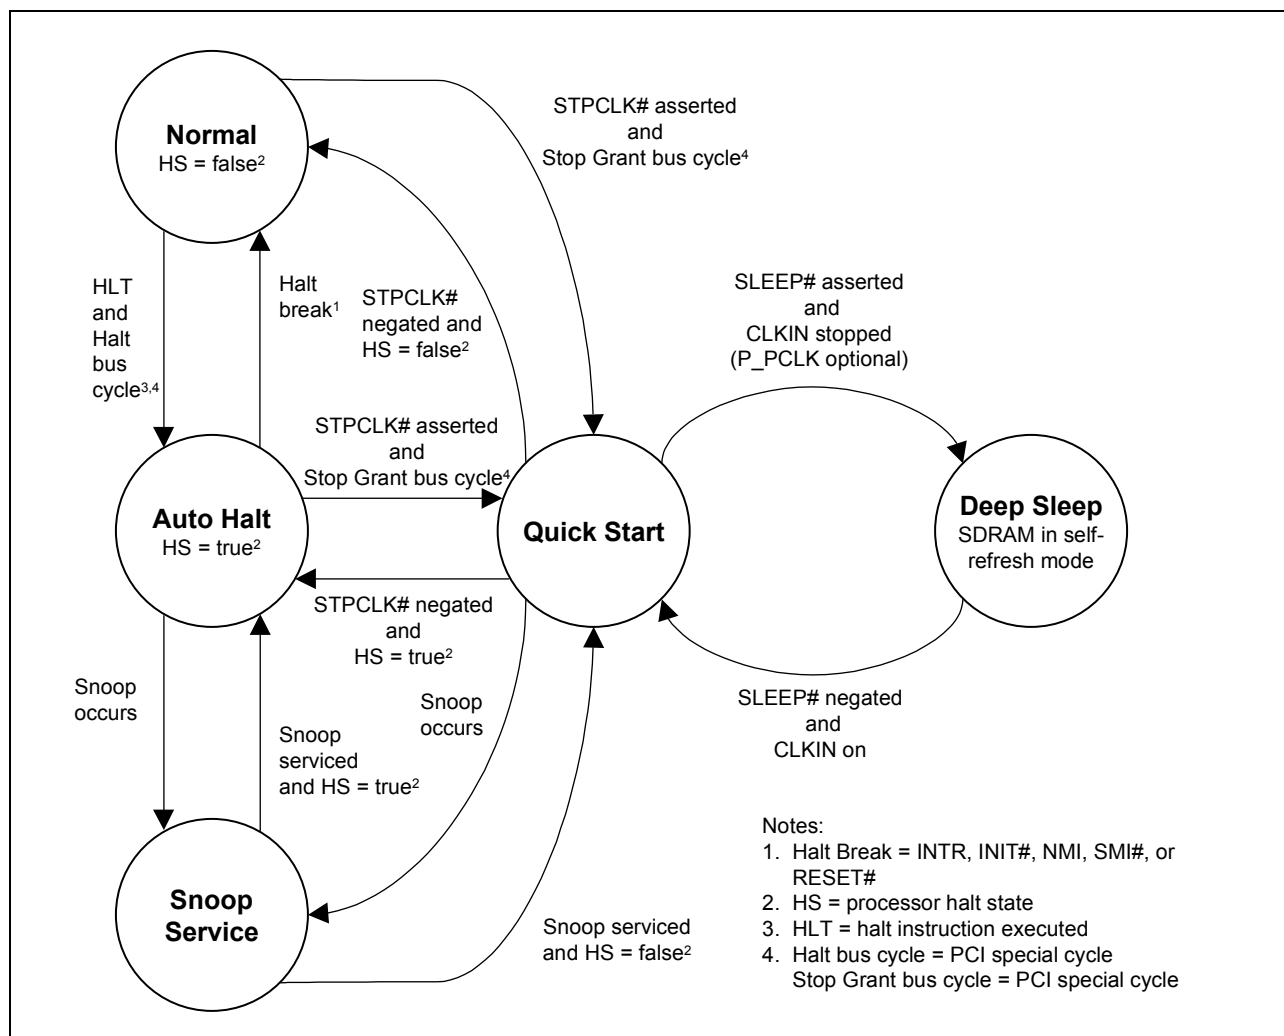 Normal
HS = false²
STPCLK# asserted
and
Stop Grant bus cycle⁴
HLT
and
Halt
bus
cycle³,⁴
Halt
break¹
STPCLK#
negated and
HS = false²
SLEEP# asserted
and
CLKIN stopped
(P_PCLK optional)
STPCLK# asserted
and
Stop Grant bus cycle⁴
Auto Halt
HS = true²
Quick Start
Deep Sleep
SDRAM in self-
refresh mode
STPCLK# negated
and
HS = true²
Snoop
occurs
Snoop
serviced
and HS = true²
Snoop
occurs
SLEEP# negated
and
CLKIN on
Snoop
Service
Snoop serviced
and HS = false²
Notes:
1. Halt Break = INTR, INIT#, NMI, SMI#, or
RESET#
2. HS = processor halt state
3. HLT = halt instruction executed
4. Halt bus cycle = PCI special cycle
Stop Grant bus cycle = PCI special cycle